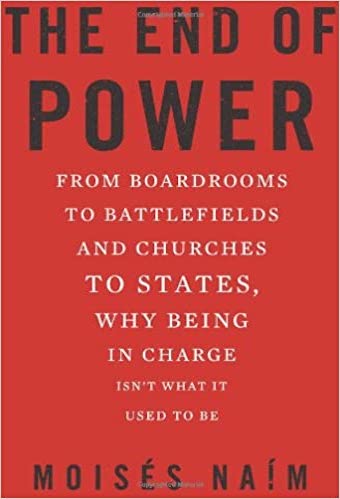 THE END OF
POWER
FROM BOARDROOMS
TO BATTLEFIELDS
AND CHURCHES
TO STATES,
WHY BEING
IN CHARGE
ISN'T WHAT IT
USED TO BE
MOISÉS NAÍM